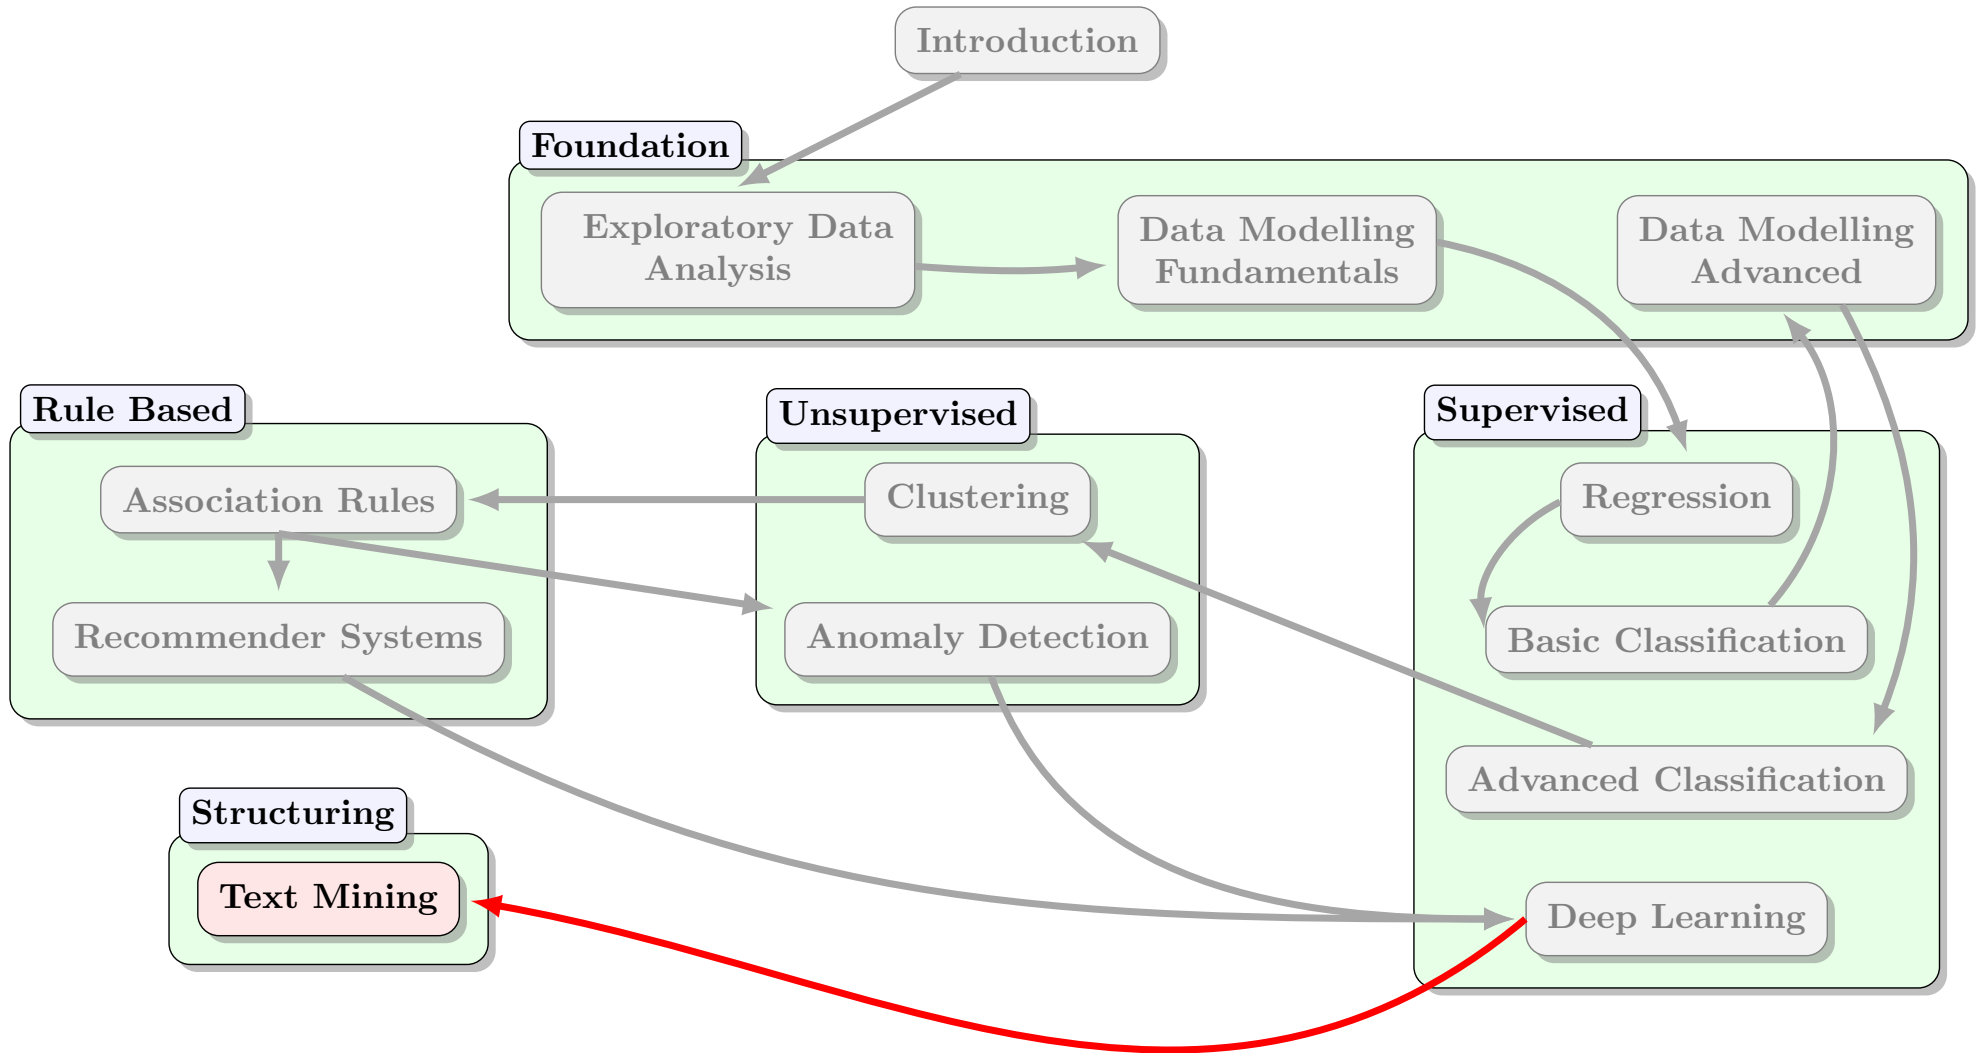 Introduction
Foundation
Exploratory Data
Analysis
Data Modelling
Fundamentals
Data Modelling
Advanced
Rule Based
Association Rules
Recommender Systems
Unsupervised
Clustering
Anomaly Detection
Supervised
Regression
Basic Classification
Advanced Classification
Deep Learning
Structuring
Text Mining